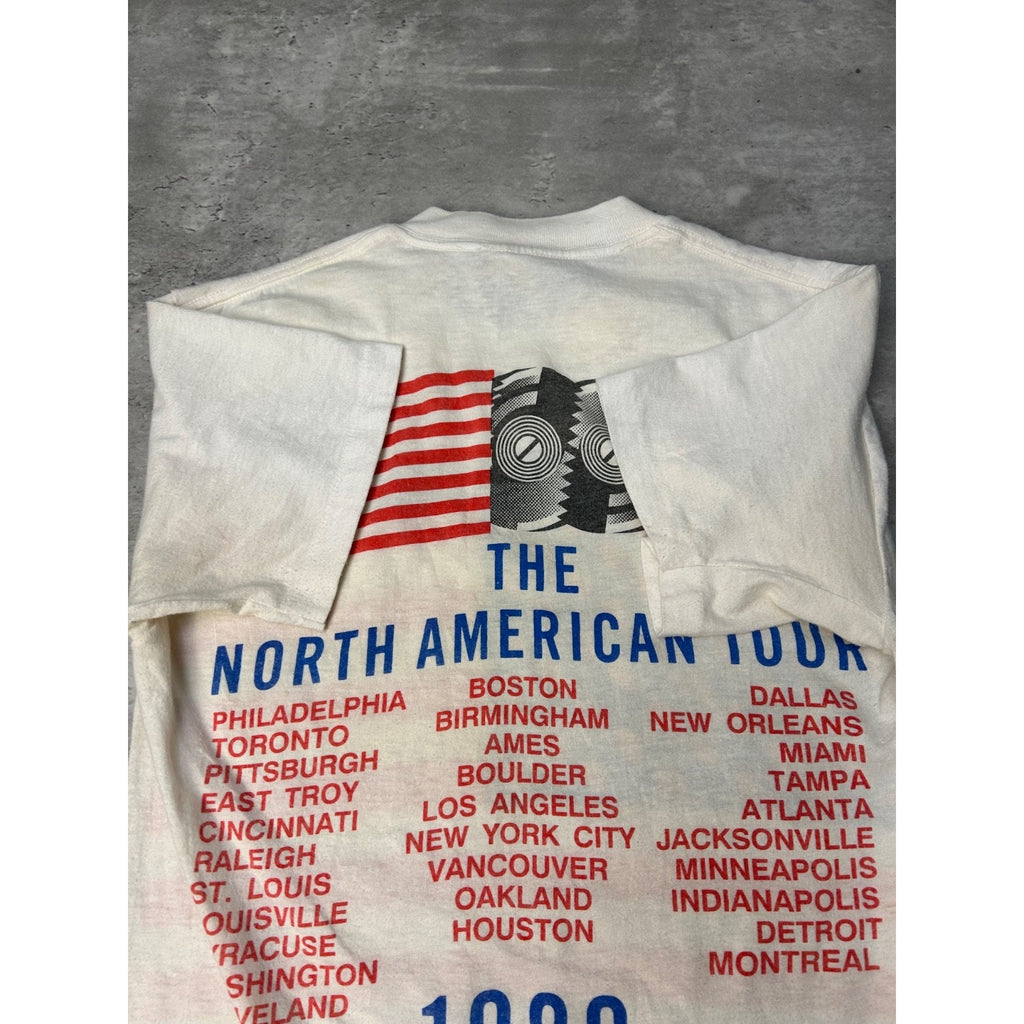 THE
NORTH AMERICAN TOUR
PHILADELPHIA
TORONTO
PITTSBURGH
EAST TROY
CINCINNATI
RALEIGH
ST. LOUIS
OUISVILLE
YRACUSE
SHINGTON
VELAND
BOSTON
BIRMINGHAM
AMES
BOULDER
LOS ANGELES
NEW YORK CITY
VANCOUVER
OAKLAND
HOUSTON
DALLAS
NEW ORLEANS
MIAMI
TAMPA
ATLANTA
JACKSONVILLE
MINNEAPOLIS
INDIANAPOLIS
DETROIT
MONTREAL